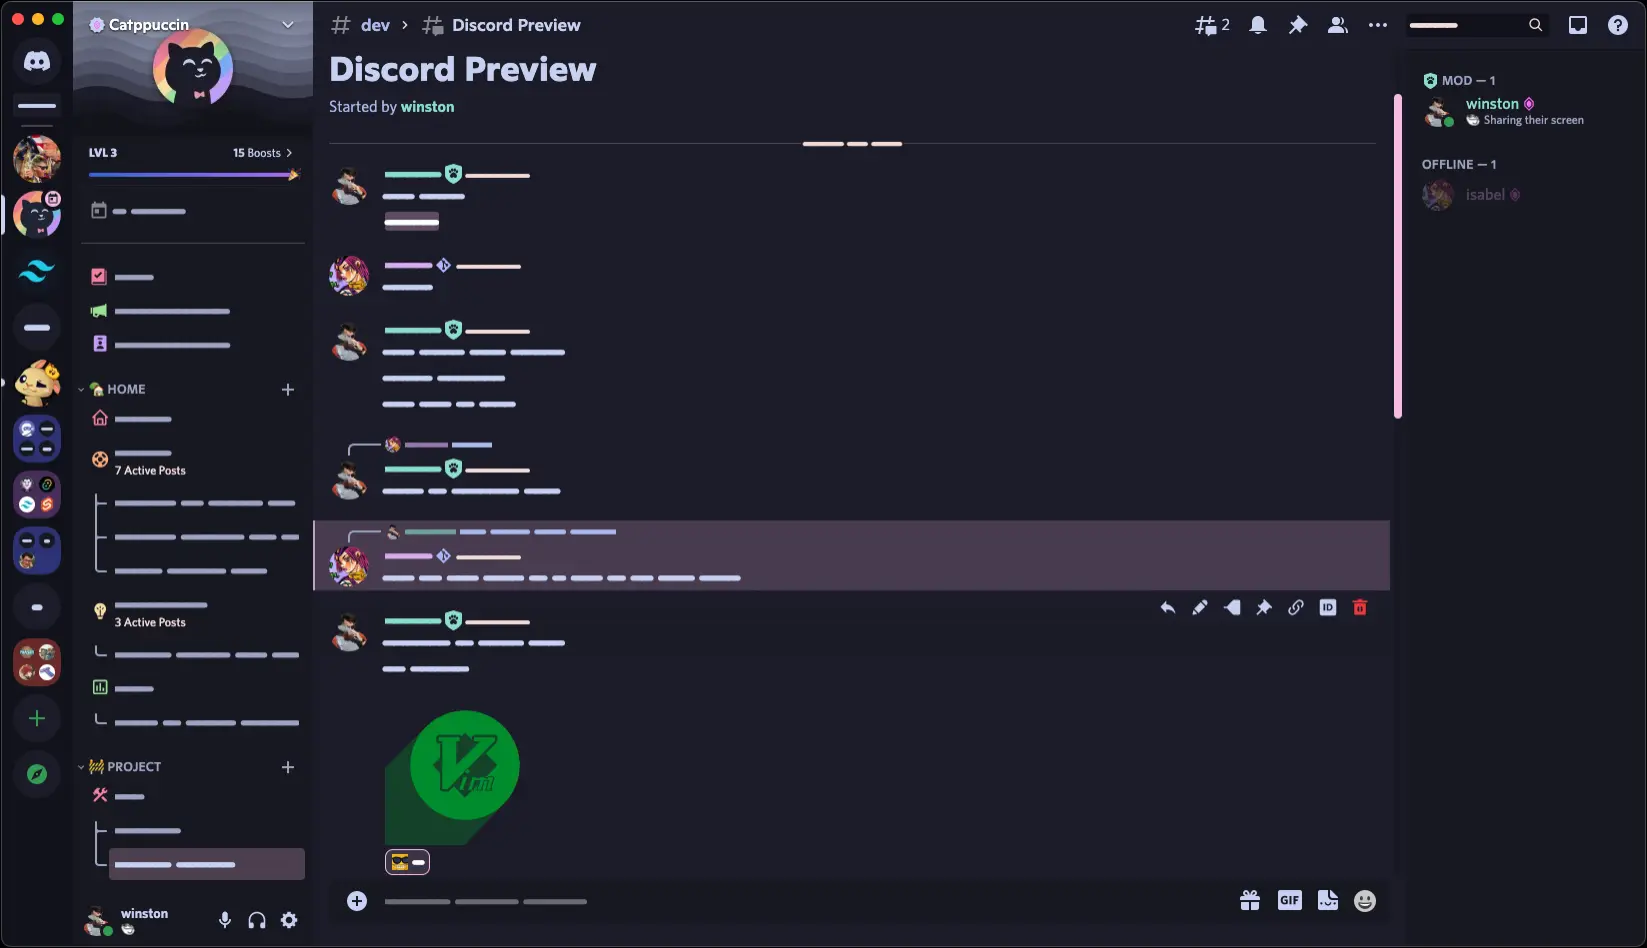 Catppuccin
LVL 3
15 Boosts
HOME
7 Active Posts
3 Active Posts
PROJECT
winston
dev
Discord Preview
2
Discord Preview
Started by winston
ID
Vim
GIF
MOD — 1
winston
Sharing their screen
OFFLINE — 1
isabel